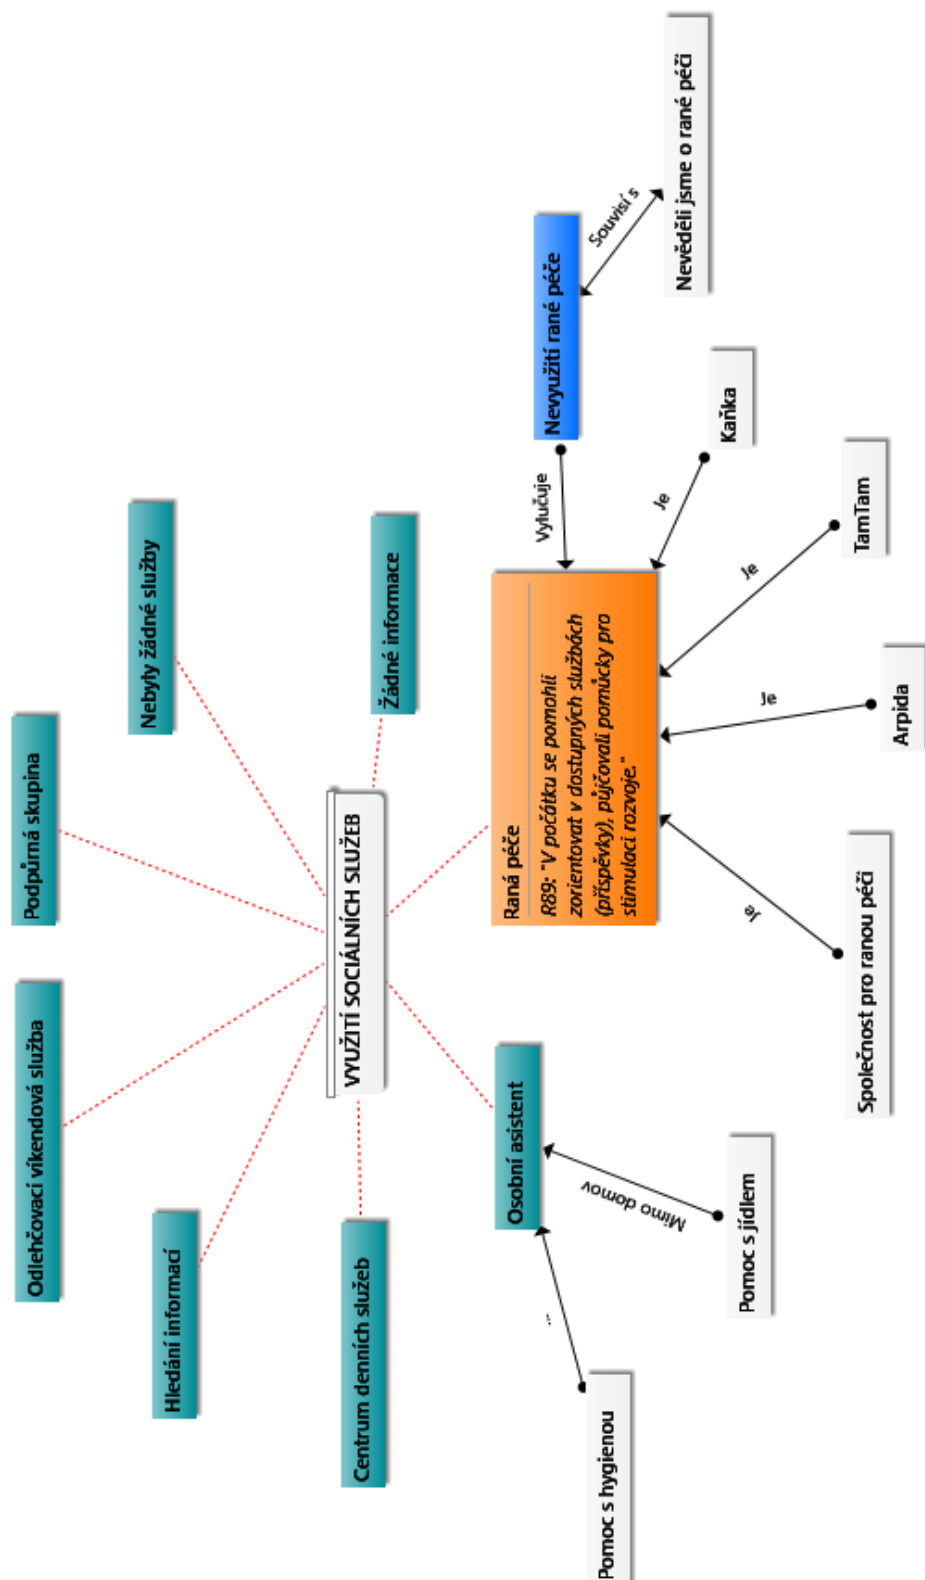 Odlehčovací víkendová služba
Podpůrná skupina
Hledání informací
Nebyly žádné služby
Centrum denních služeb
VYUŽITÍ SOCIÁLNÍCH SLUŽEB
Žádné informace
Osobní asistent
Raná péče
R89: "V počátku se pomohli
zorientovat v dostupných službách
(příspěvky), půjčovali pomůcky pro
stimulaci rozvoje."
Vylučuje
Nevyužití rané péče
Souvisí s
Nevěděli jsme o rané péči
...
Mimo domov
Je
Je
Je
Je
Kaňka
Pomoc s hygienou
Pomoc s jídlem
TamTam
Společnost pro ranou péči
Arpida